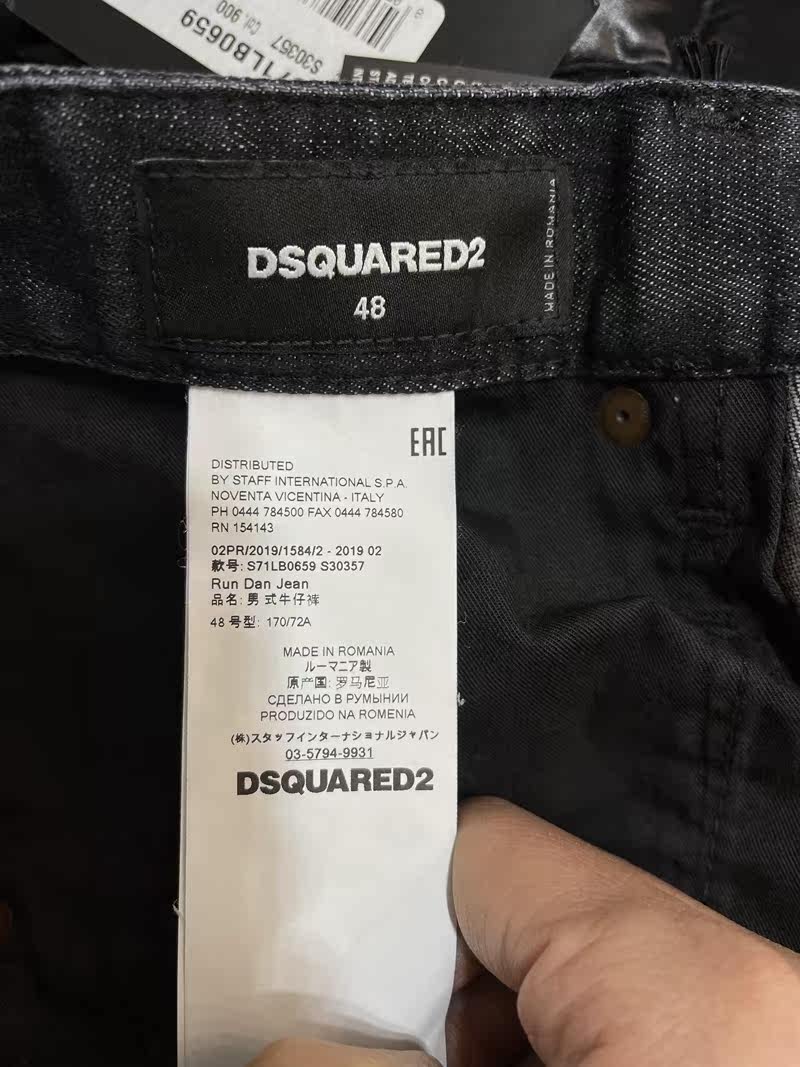 71LB0659
S30357
Col. 900
DSQUARED2
48
MADE IN ROMANIA
EAC
DISTRIBUTED
BY STAFF INTERNATIONAL S.P.A.
NOVENTA VICENTINA - ITALY
PH 0444 784500 FAX 0444 784580
RN 154143
02PR/2019/1584/2 - 2019 02
款号: S71LB0659 S30357
Run Dan Jean
品名: 男式牛仔裤
48 号型: 170/72A
MADE IN ROMANIA
ルーマニア製
原产国: 罗马尼亚
СДЕЛАНО В РУМЫНИИ
PRODUZIDO NA ROMENIA
(株)スタッフインターナショナルジャパン
03-5794-9931
DSQUARED2